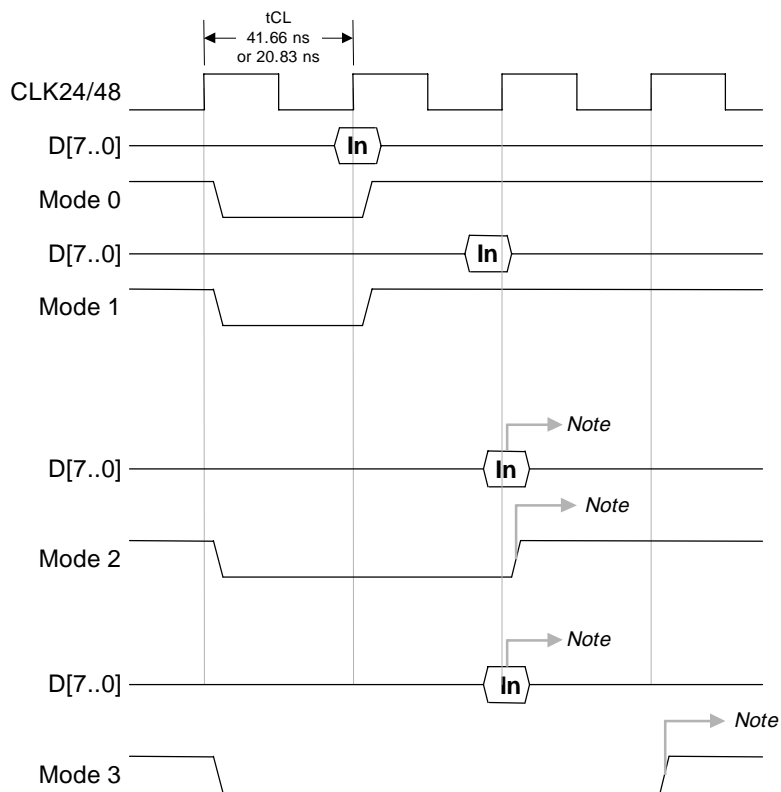 tCL
41.66 ns
or 20.83 ns
CLK24/48
D[7..0]
In
Mode 0
D[7..0]
In
Mode 1
Note
D[7..0]
In
Note
Mode 2
Note
D[7..0]
In
Note
Mode 3